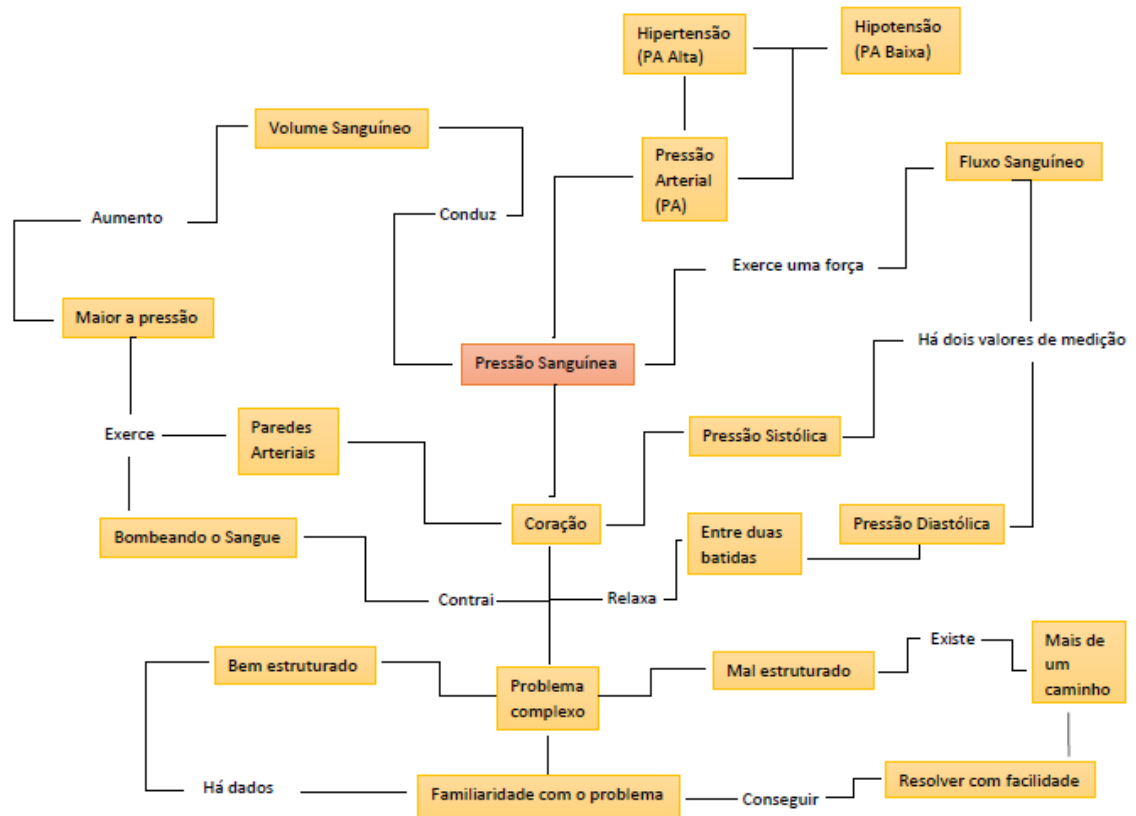 Hipertensão
(PA Alta)
Hipotensão
(PA Baixa)
Volume Sanguíneo
Pressão
Arterial
(PA)
Fluxo Sanguíneo
Aumento
Conduz
Exerce uma força
Maior a pressão
Pressão Sanguínea
Há dois valores de medição
Exerce
Paredes
Arteriais
Pressão Sistólica
Bombeando o Sangue
Coração
Entre duas
batidas
Pressão Diastólica
Contrai
Relaxa
Bem estruturado
Problema
complexo
Mal estruturado
Existe
Mais de
um
caminho
Há dados
Familiaridade com o problema
Conseguir
Resolver com facilidade